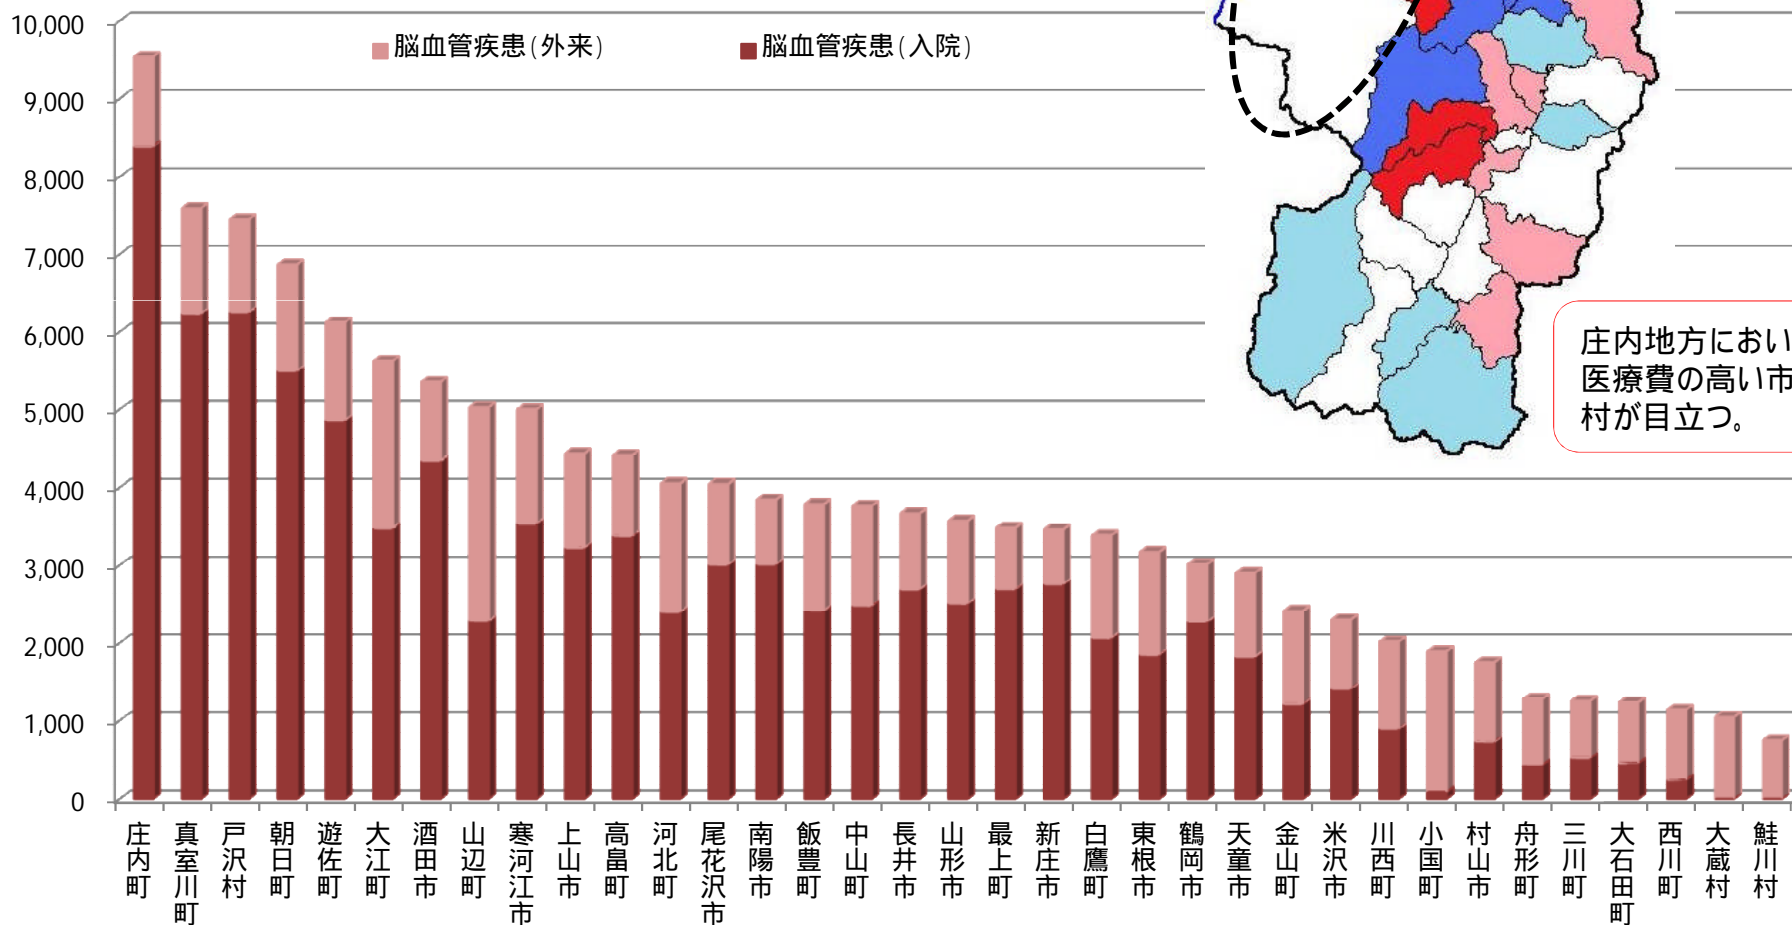 10,000
9,000
8,000
7,000
6,000
5,000
4,000
3,000
2,000
1,000
0
脳血管疾患(外来)
脳血管疾患(入院)
庄内地方におい
医療費の高い市
村が目立つ。
庄内町
真室川町
戸沢村
朝日町
遊佐町
大江町
酒田市
山辺町
寒河江市
上山市
高畠町
河北町
尾花沢市
南陽市
飯豊町
中山町
長井市
山形市
最上町
新庄市
白鷹町
東根市
鶴岡市
天童市
金山町
米沢市
川西町
小国町
村山市
舟形町
三川町
大石田町
西川町
大蔵村
鮭川村